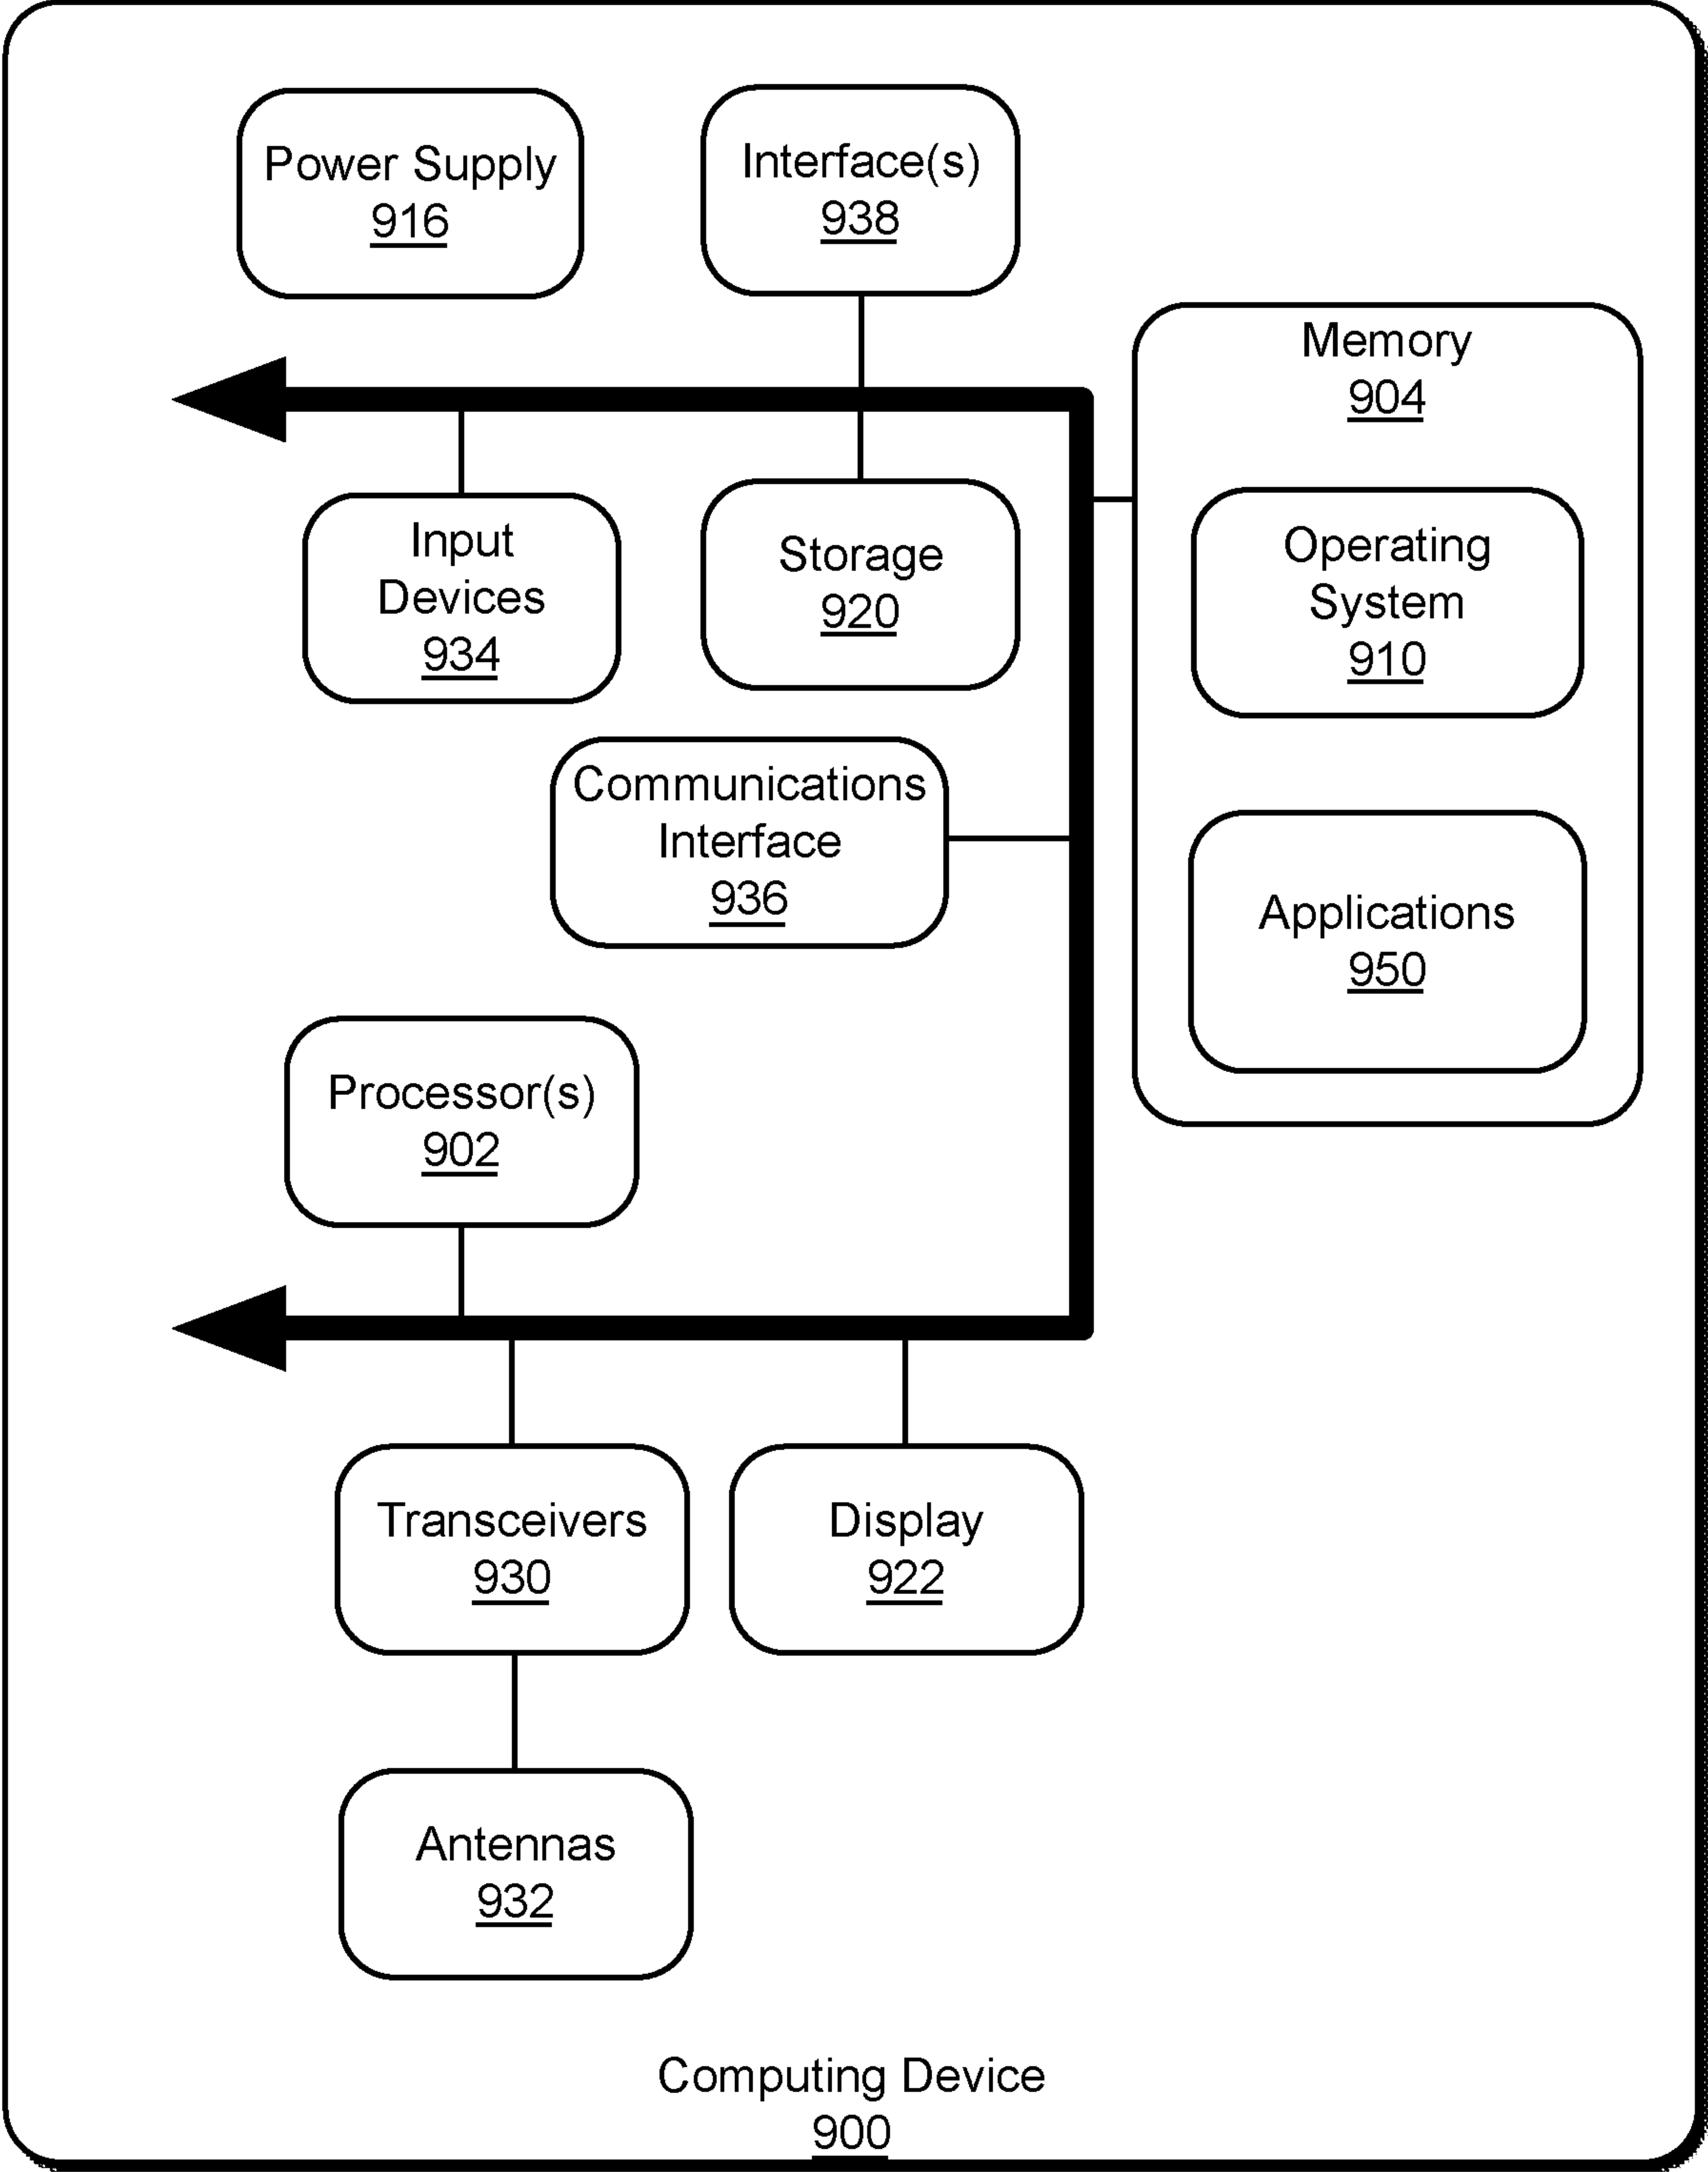 Power Supply
916
Interface(s)
938
Memory
904
Input
Devices
934
Storage
920
Operating
System
910
Communications
Interface
936
Applications
950
Processor(s)
902
Transceivers
930
Display
922
Antennas
932
Computing Device
900